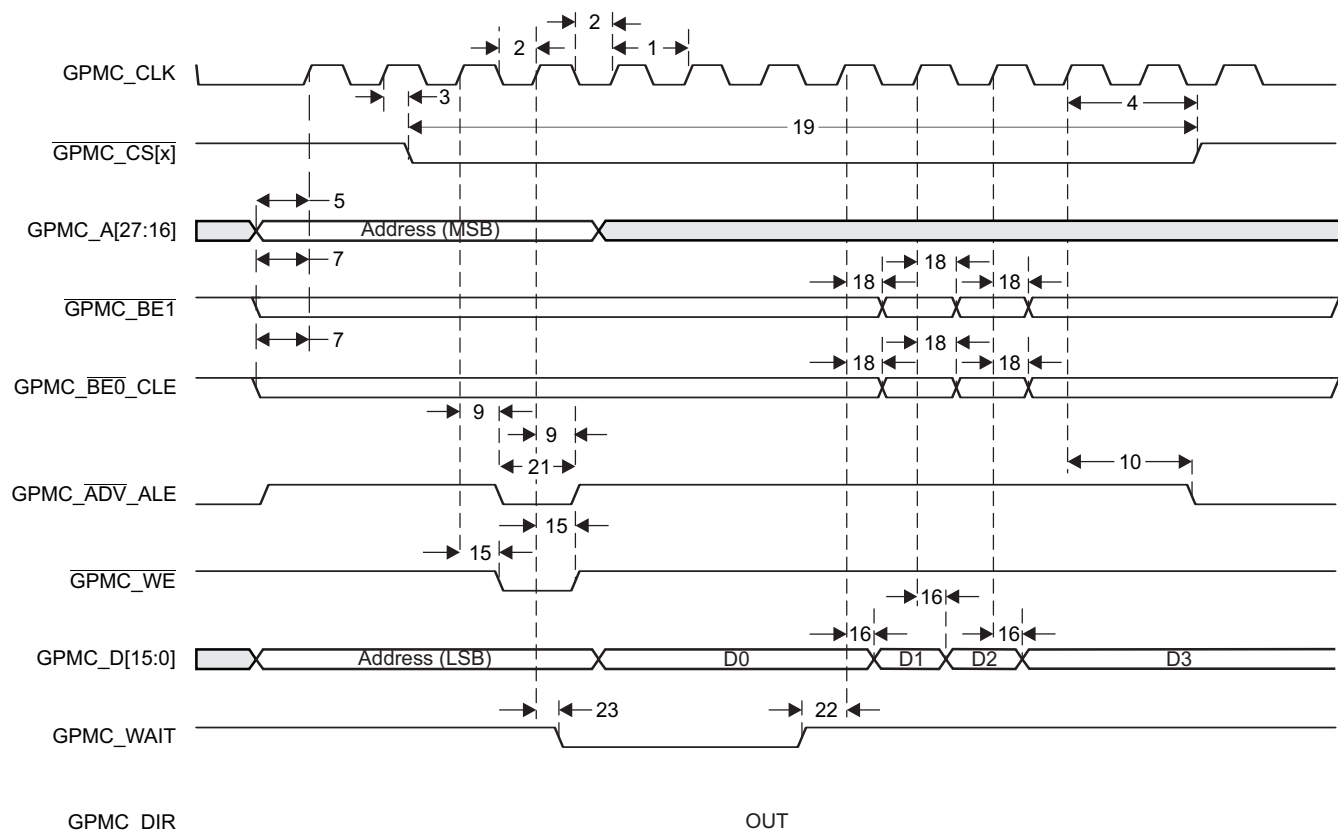 2
2
1
GPMC_CLK
3
4
19
GPMC_CS[x]
5
GPMC_A[27:16]
Address (MSB)
7
18
18
18
GPMC_BE1
7
18
18
18
GPMC_BE0_CLE
9
9
21
10
GPMC_ADV_ALE
15
15
GPMC_WE
16
16
16
GPMC_D[15:0]
Address (LSB)
D0
D1
D2
D3
23
22
GPMC_WAIT
GPMC_DIR
OUT